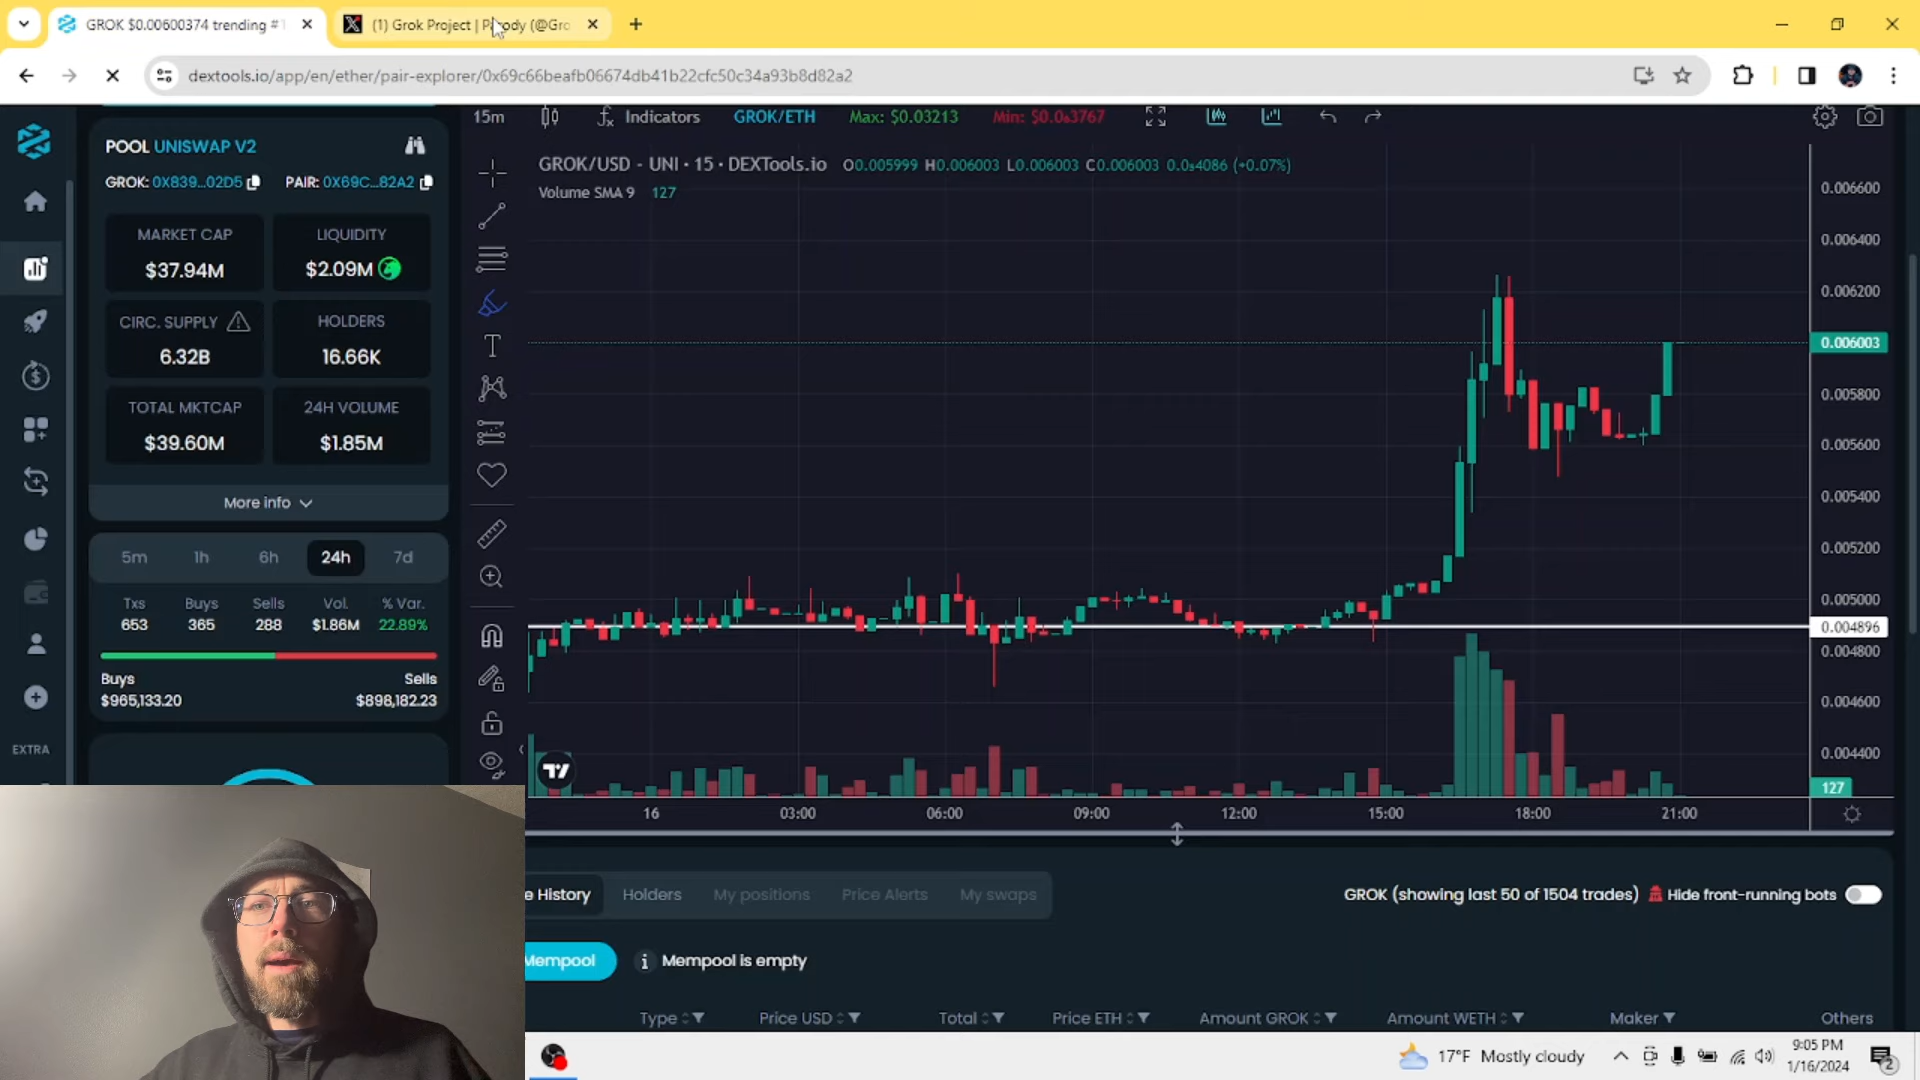 GROK $0.00600374 trending #1
(1) Grok Project | Parody (@Gro
dextools.io/app/en/ether/pair-explorer/0x69c66beafb06674db41b22cfc50c34a93b8d82a2
POOL UNISWAP V2
GROK: 0X839...02D5 PAIR: 0X69C...82A2
MARKET CAP
$37.94M
LIQUIDITY
$2.09M
CIRC. SUPPLY
6.32B
HOLDERS
16.66K
TOTAL MKTCAP
$39.60M
24H VOLUME
$1.85M
More info
5m 1h 6h 24h 7d
Txs Buys Sells Vol. % Var.
653 365 288 $1.86M 22.89%
Buys Sells
$965,133.20 $898,182.23
EXTRA
15m Indicators GROK/ETH Max: $0.03213 Min: $0.0₆3767
GROK/USD - UNI • 15 • DEXTools.io O0.005999 H0.006003 L0.006003 C0.006003 0.0₅4086 (+0.07%)
Volume SMA 9 127
0.006600
0.006400
0.006200
0.006003
0.005800
0.005600
0.005400
0.005200
0.005000
0.004896
0.004800
0.004600
0.004400
127
16 03:00 06:00 09:00 12:00 15:00 18:00 21:00
e History Holders My positions Price Alerts My swaps
GROK (showing last 50 of 1504 trades) Hide front-running bots
Mempool Mempool is empty
Type Price USD Total Price ETH Amount GROK Amount WETH Maker Others
17°F Mostly cloudy
9:05 PM
1/16/2024
2